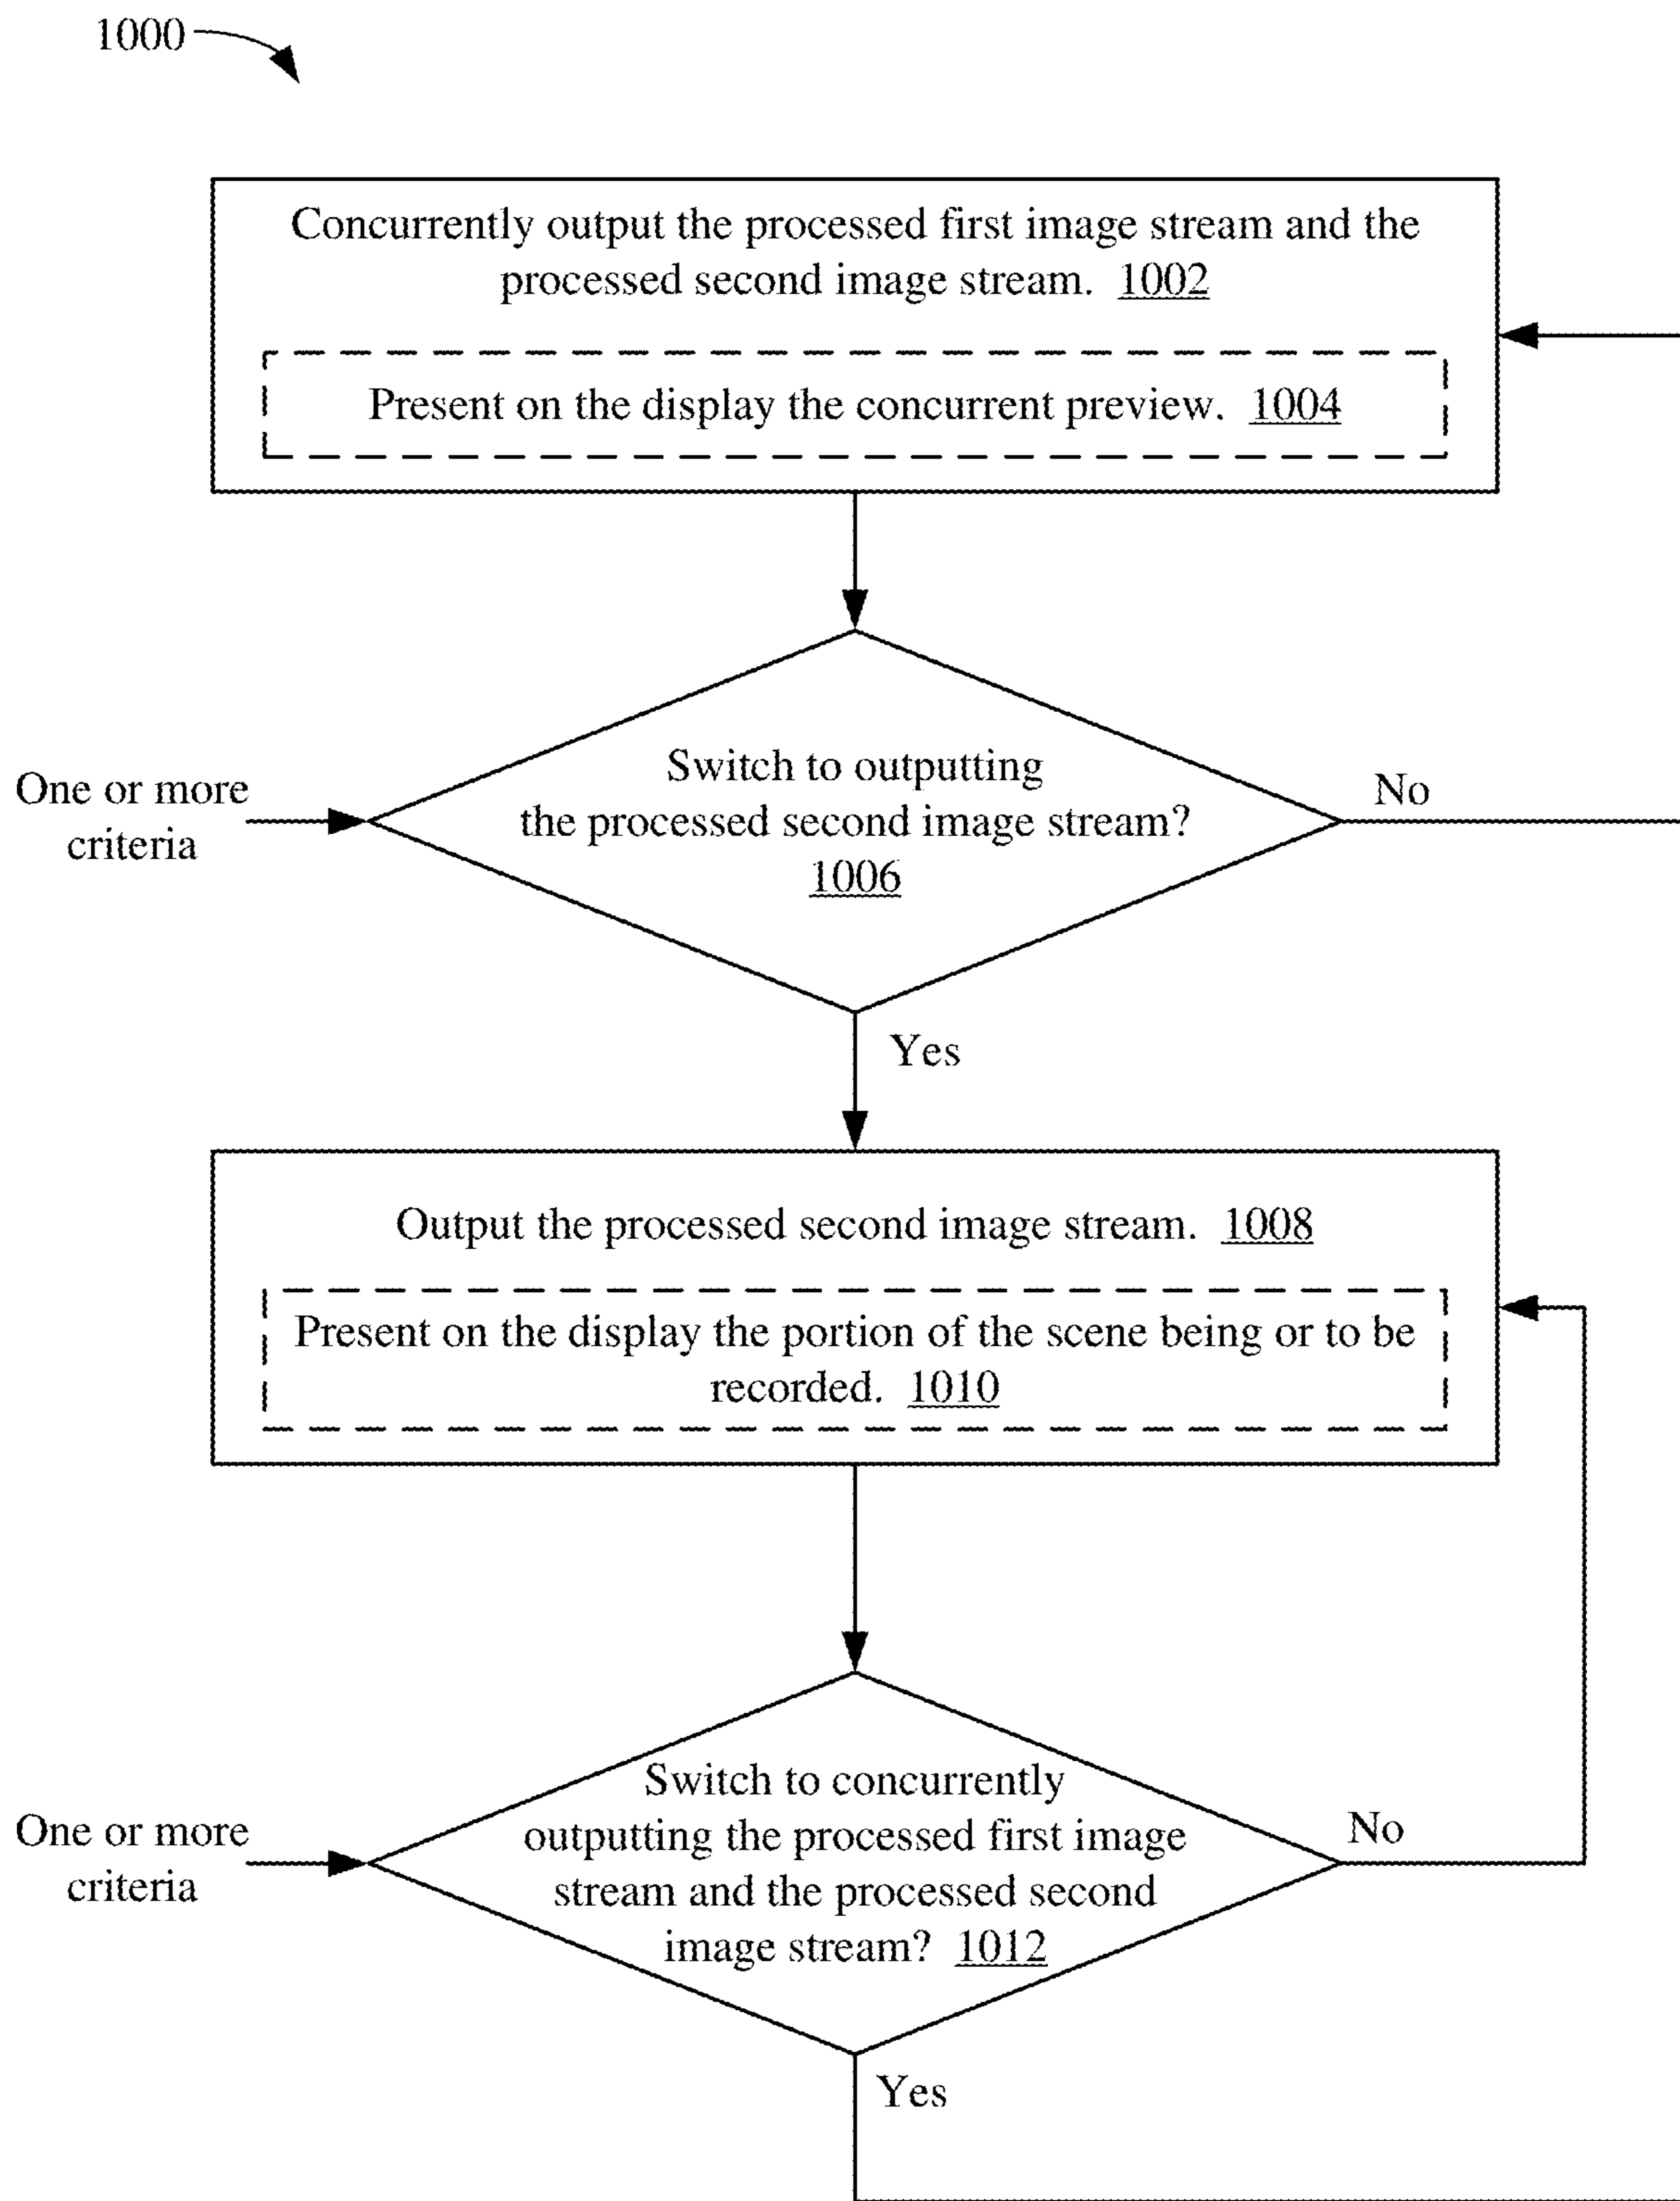 1000
Concurrently output the processed first image stream and the
processed second image stream. 1002
Present on the display the concurrent preview. 1004
One or more
criteria
Switch to outputting
the processed second image stream?
1006
No
Yes
Output the processed second image stream. 1008
Present on the display the portion of the scene being or to be
recorded. 1010
One or more
criteria
Switch to concurrently
outputting the processed first image
stream and the processed second
image stream? 1012
No
Yes